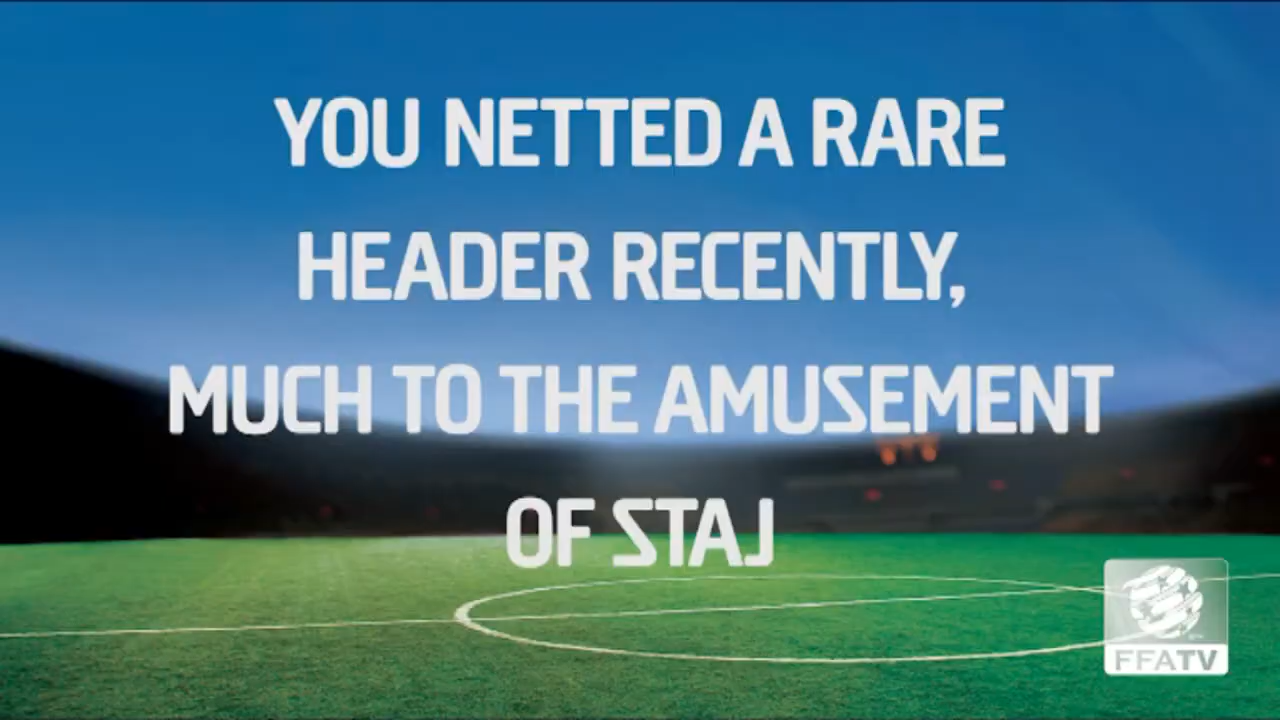 YOU NETTED A RARE
HEADER RECENTLY,
MUCH TO THE AMUSEMENT
OF STAJ
FFATV